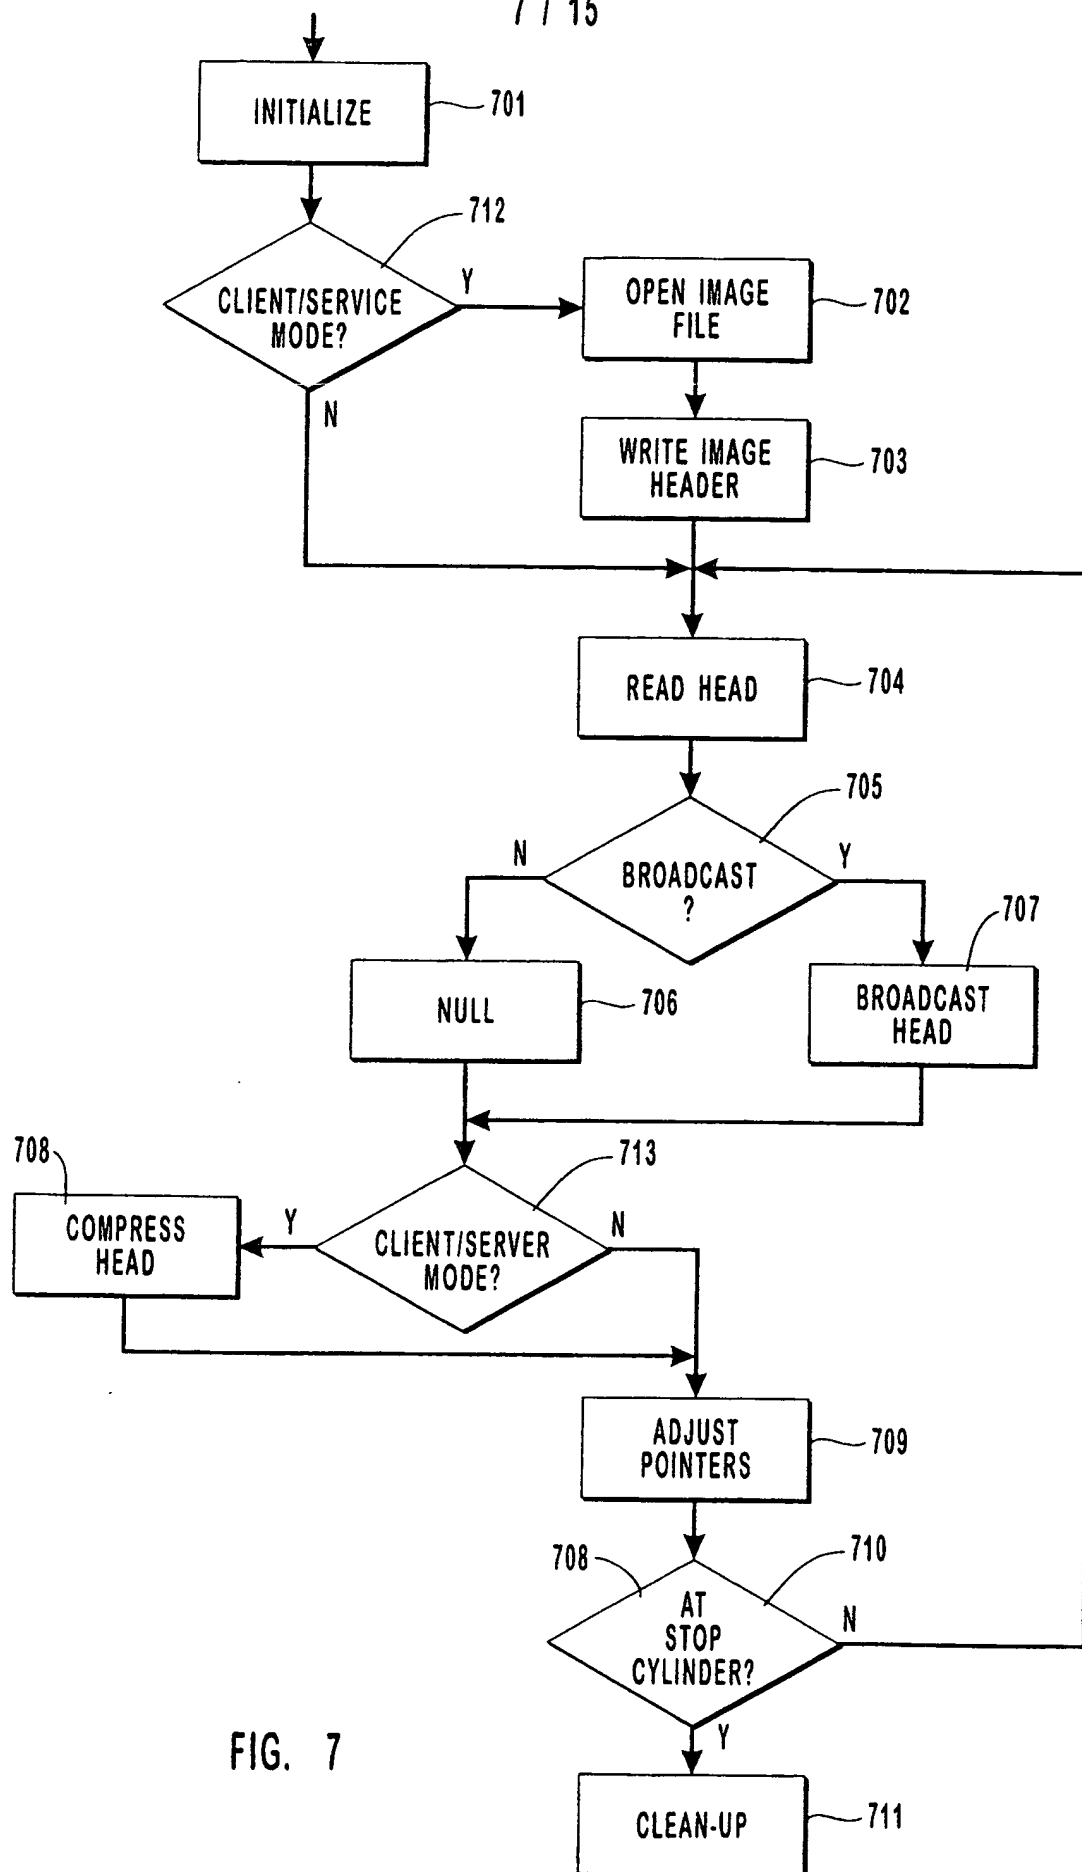 7 / 15
INITIALIZE
701
712
CLIENT/SERVICE
MODE?
Y
N
OPEN IMAGE
FILE
702
WRITE IMAGE
HEADER
703
READ HEAD
704
705
BROADCAST
?
N
Y
707
NULL
706
BROADCAST
HEAD
708
713
COMPRESS
HEAD
Y
CLIENT/SERVER
MODE?
N
ADJUST
POINTERS
709
708
710
AT
STOP
CYLINDER?
N
Y
FIG. 7
CLEAN-UP
711